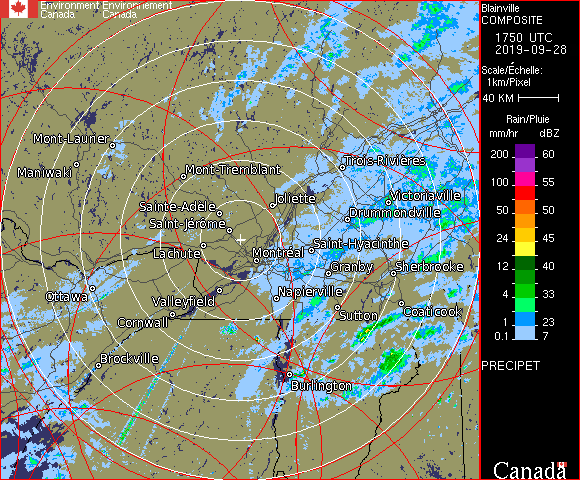 Environment Environnement
Canada Canada
Blainville
COMPOSITE
1750 UTC
2019-09-28
Scale/Échelle:
1km/Pixel
40 KM
Rain/Pluie
mm/hr dBZ
200 60
100 55
50 50
24 45
12 40
4 33
1 23
0.1 7
PRECIPET
Canada
Mont-Laurier
Maniwaki
Mont-Tremblant
Trois-Rivières
Joliette
Victoriaville
Sainte-Adèle
Drummondville
Saint-Jérôme
Lachute
Montréal
Saint-Hyacinthe
Granby
Sherbrooke
Ottawa
Valleyfield
Napierville
Cornwall
Sutton
Coaticook
Brockville
Burlington